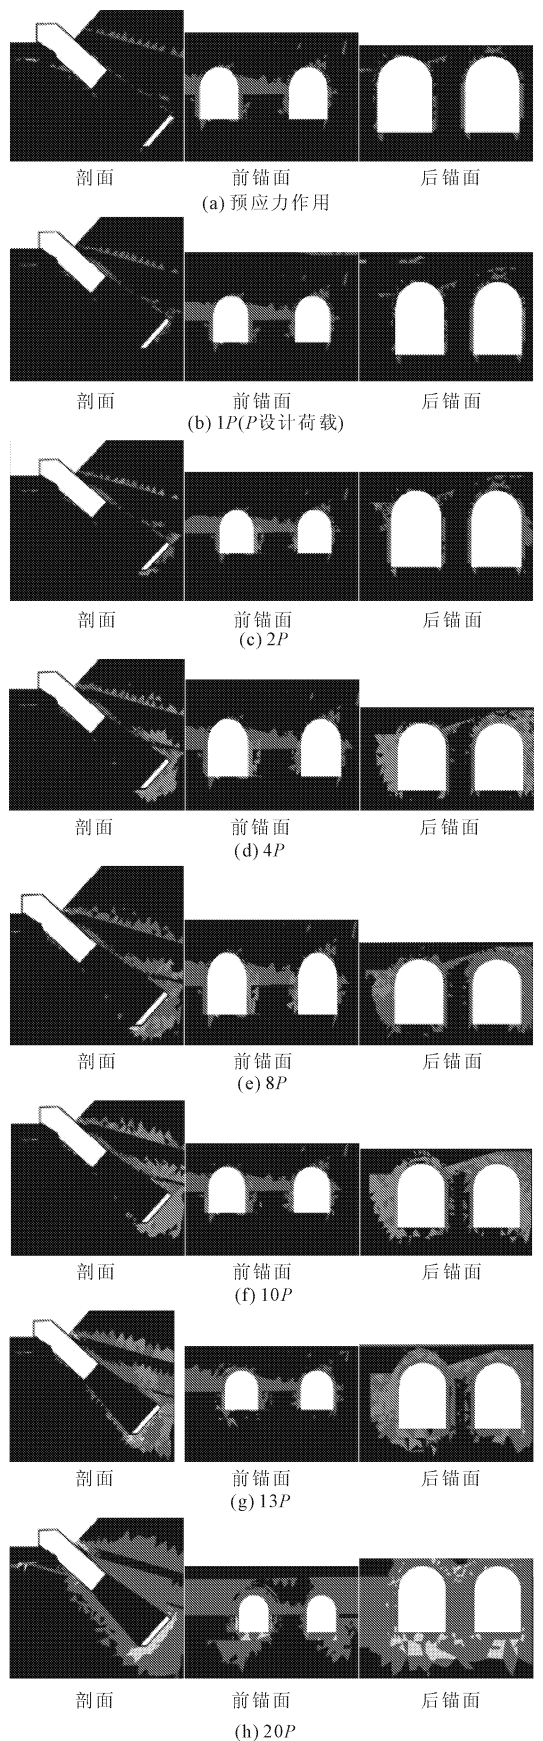 剖面 前锚面 后锚面
(a) 预应力作用
剖面 前锚面 后锚面
(b) 1P(P设计荷载)
剖面 前锚面 后锚面
(c) 2P
剖面 前锚面 后锚面
(d) 4P
剖面 前锚面 后锚面
(e) 8P
剖面 前锚面 后锚面
(f) 10P
剖面 前锚面 后锚面
(g) 13P
剖面 前锚面 后锚面
(h) 20P